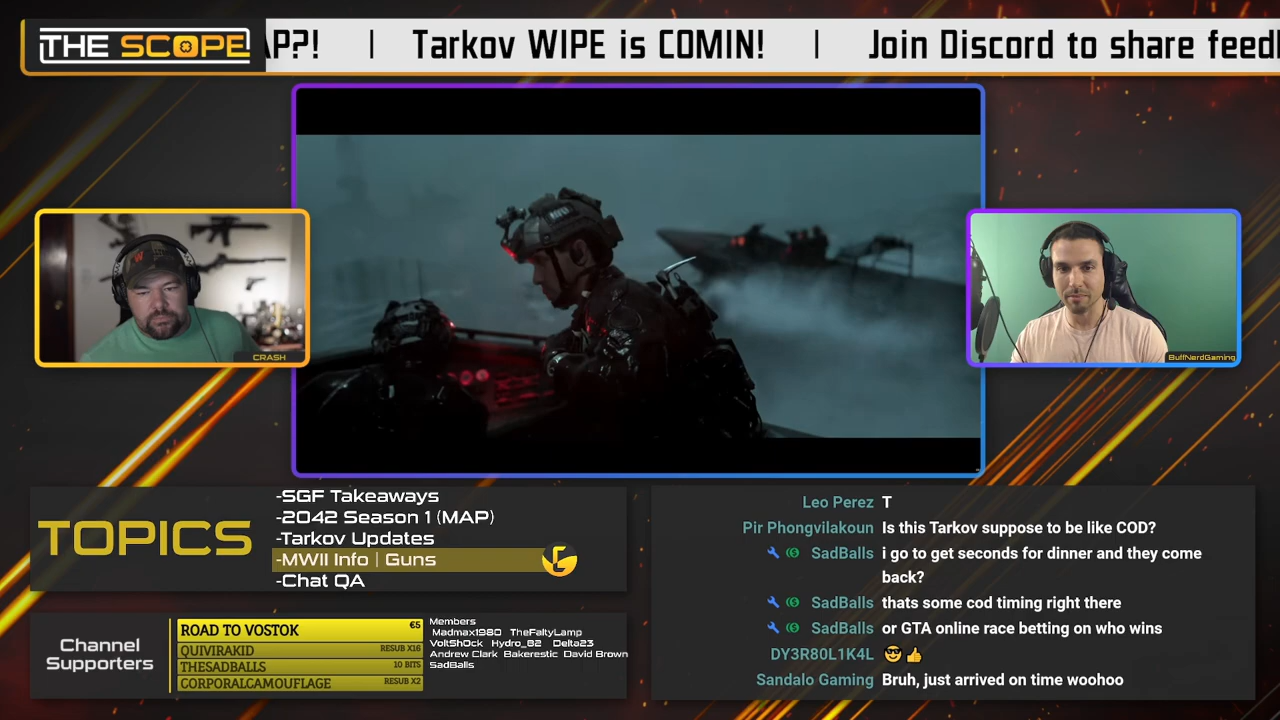 THE SCOPE!
AP?! | Tarkov WIPE is COMIN! | Join Discord to share feed
CRASH
BuffNerdGaming
TOPICS
-SGF Takeaways
-2042 Season 1 (MAP)
-Tarkov Updates
-MWII Info | Guns
-Chat QA
Channel
Supporters
ROAD TO VOSTOK €5
QUIVIRAKID RESUB X16
THESADBALLS 10 BITS
CORPORALCAMOUFLAGE RESUB X2
Members
Madmax1980 TheFaltyLamp
VoltSh0ck Hydro_82 Delta23
Andrew Clark Bakerestic David Brown
SadBalls
Leo Perez T
Pir Phongvilakoun Is this Tarkov suppose to be like COD?
SadBalls i go to get seconds for dinner and they come
back?
SadBalls thats some cod timing right there
SadBalls or GTA online race betting on who wins
DY3R80L1K4L 😎👍
Sandalo Gaming Bruh, just arrived on time woohoo